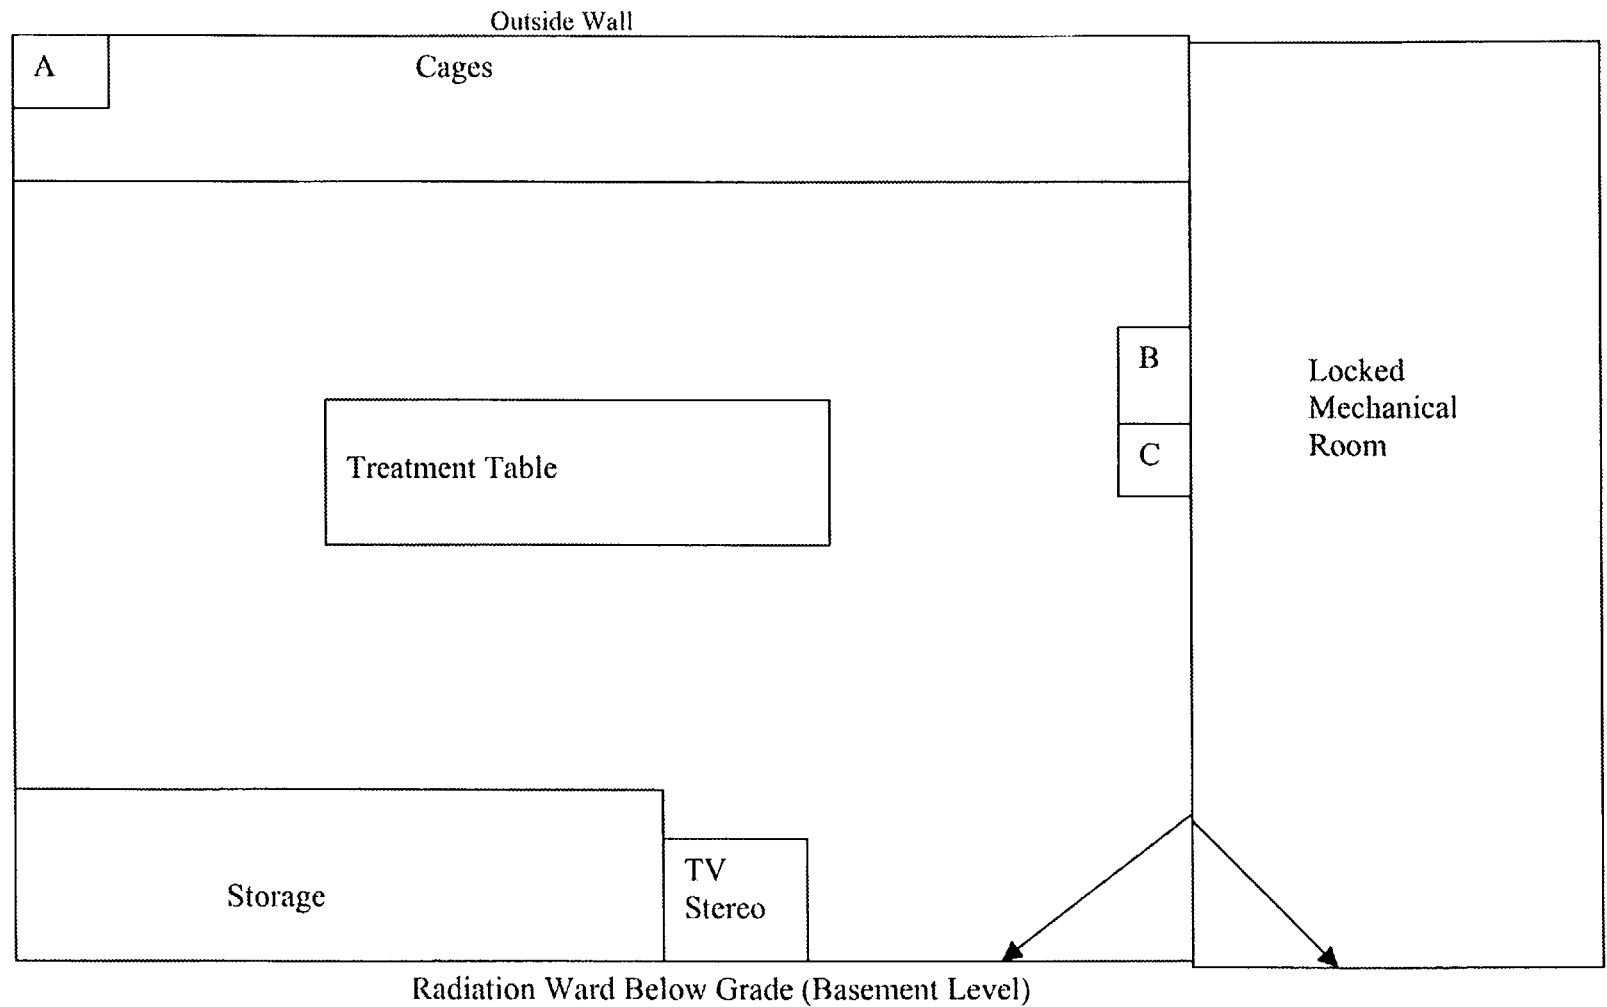 Outside Wall
A
Cages
B
Locked
Mechanical
Room
C
Treatment Table
TV
Stereo
Storage
Radiation Ward Below Grade (Basement Level)